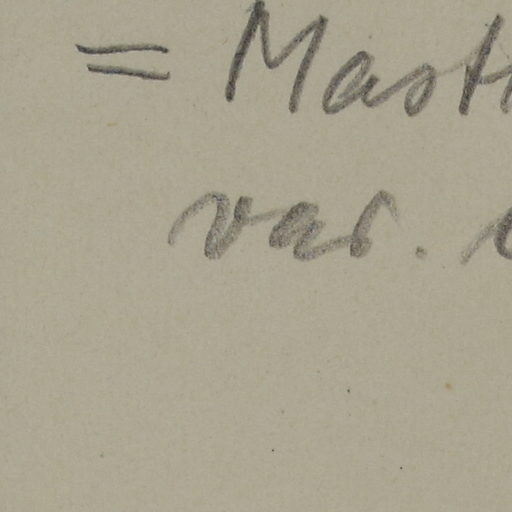 = Mast
var.